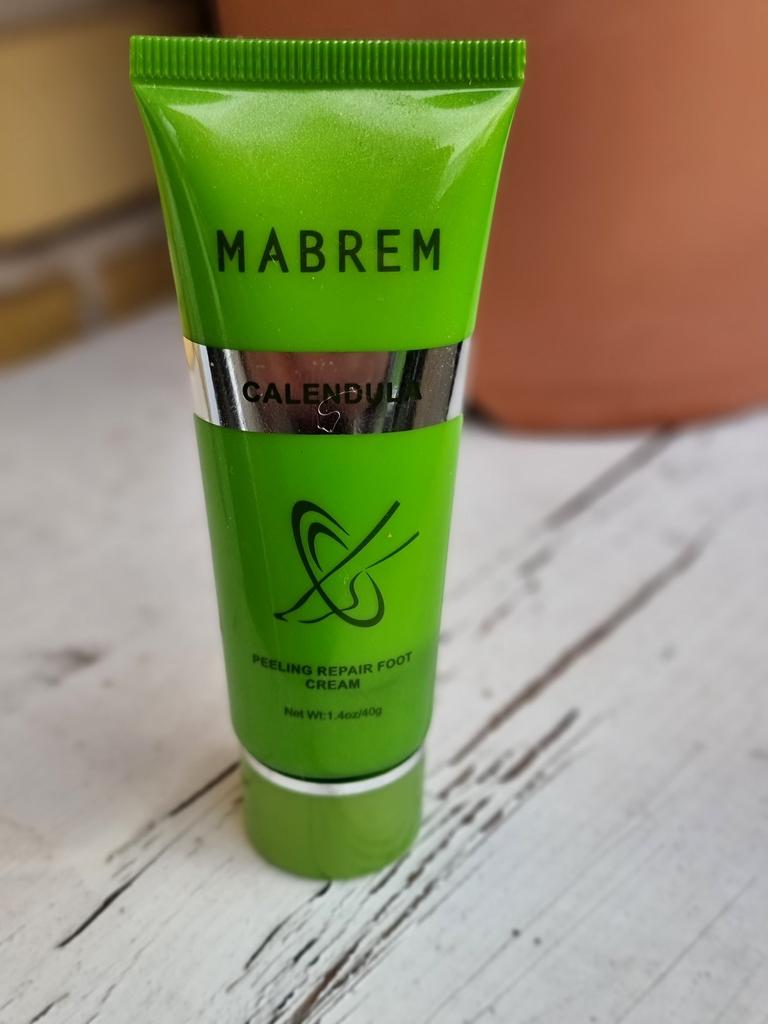 MABREM
CALENDULA
PEELING REPAIR FOOT
CREAM
Net Wt:1.4oz/40g